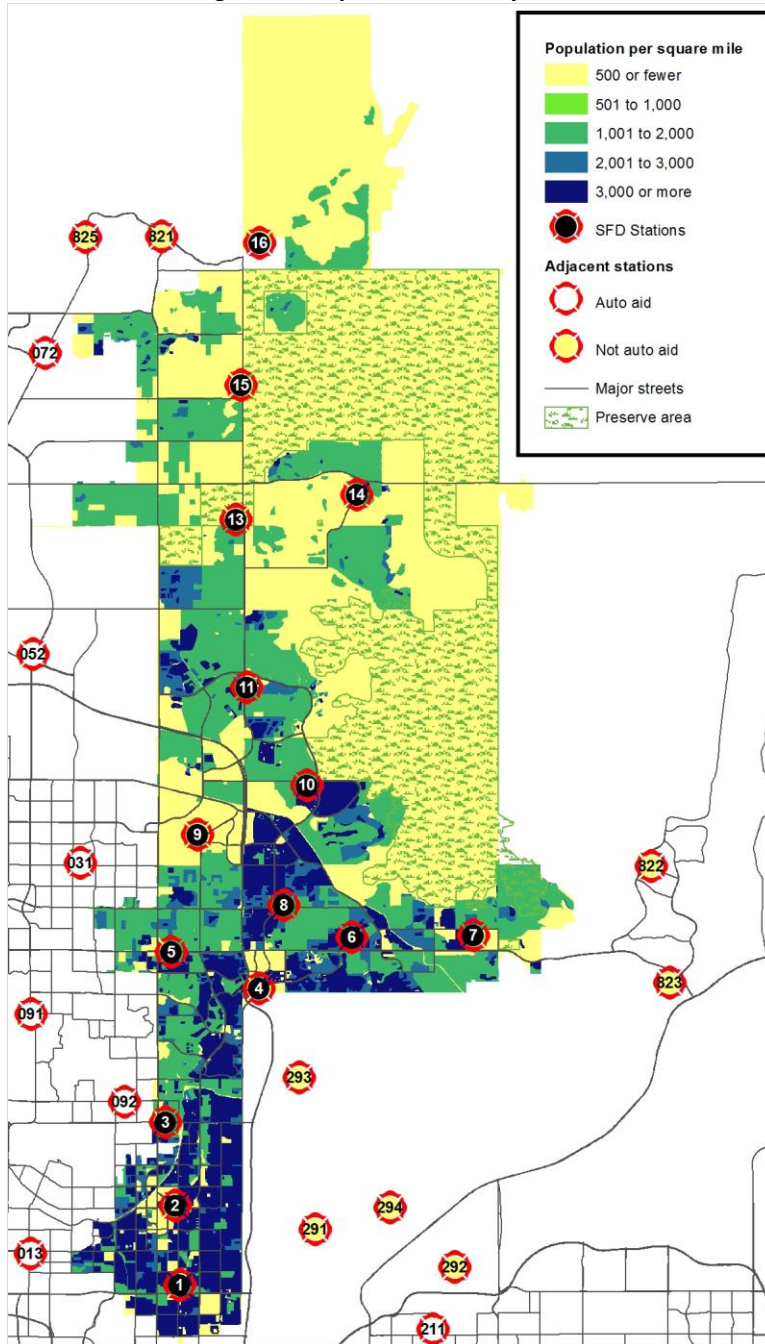 Population per square mile
500 or fewer
501 to 1,000
1,001 to 2,000
2,001 to 3,000
3,000 or more
SFD Stations
Adjacent stations
Auto aid
Not auto aid
Major streets
Preserve area
825
821
16
072
15
14
13
052
11
10
9
031
822
8
7
6
5
823
4
091
293
092
3
294
2
291
013
292
1
211